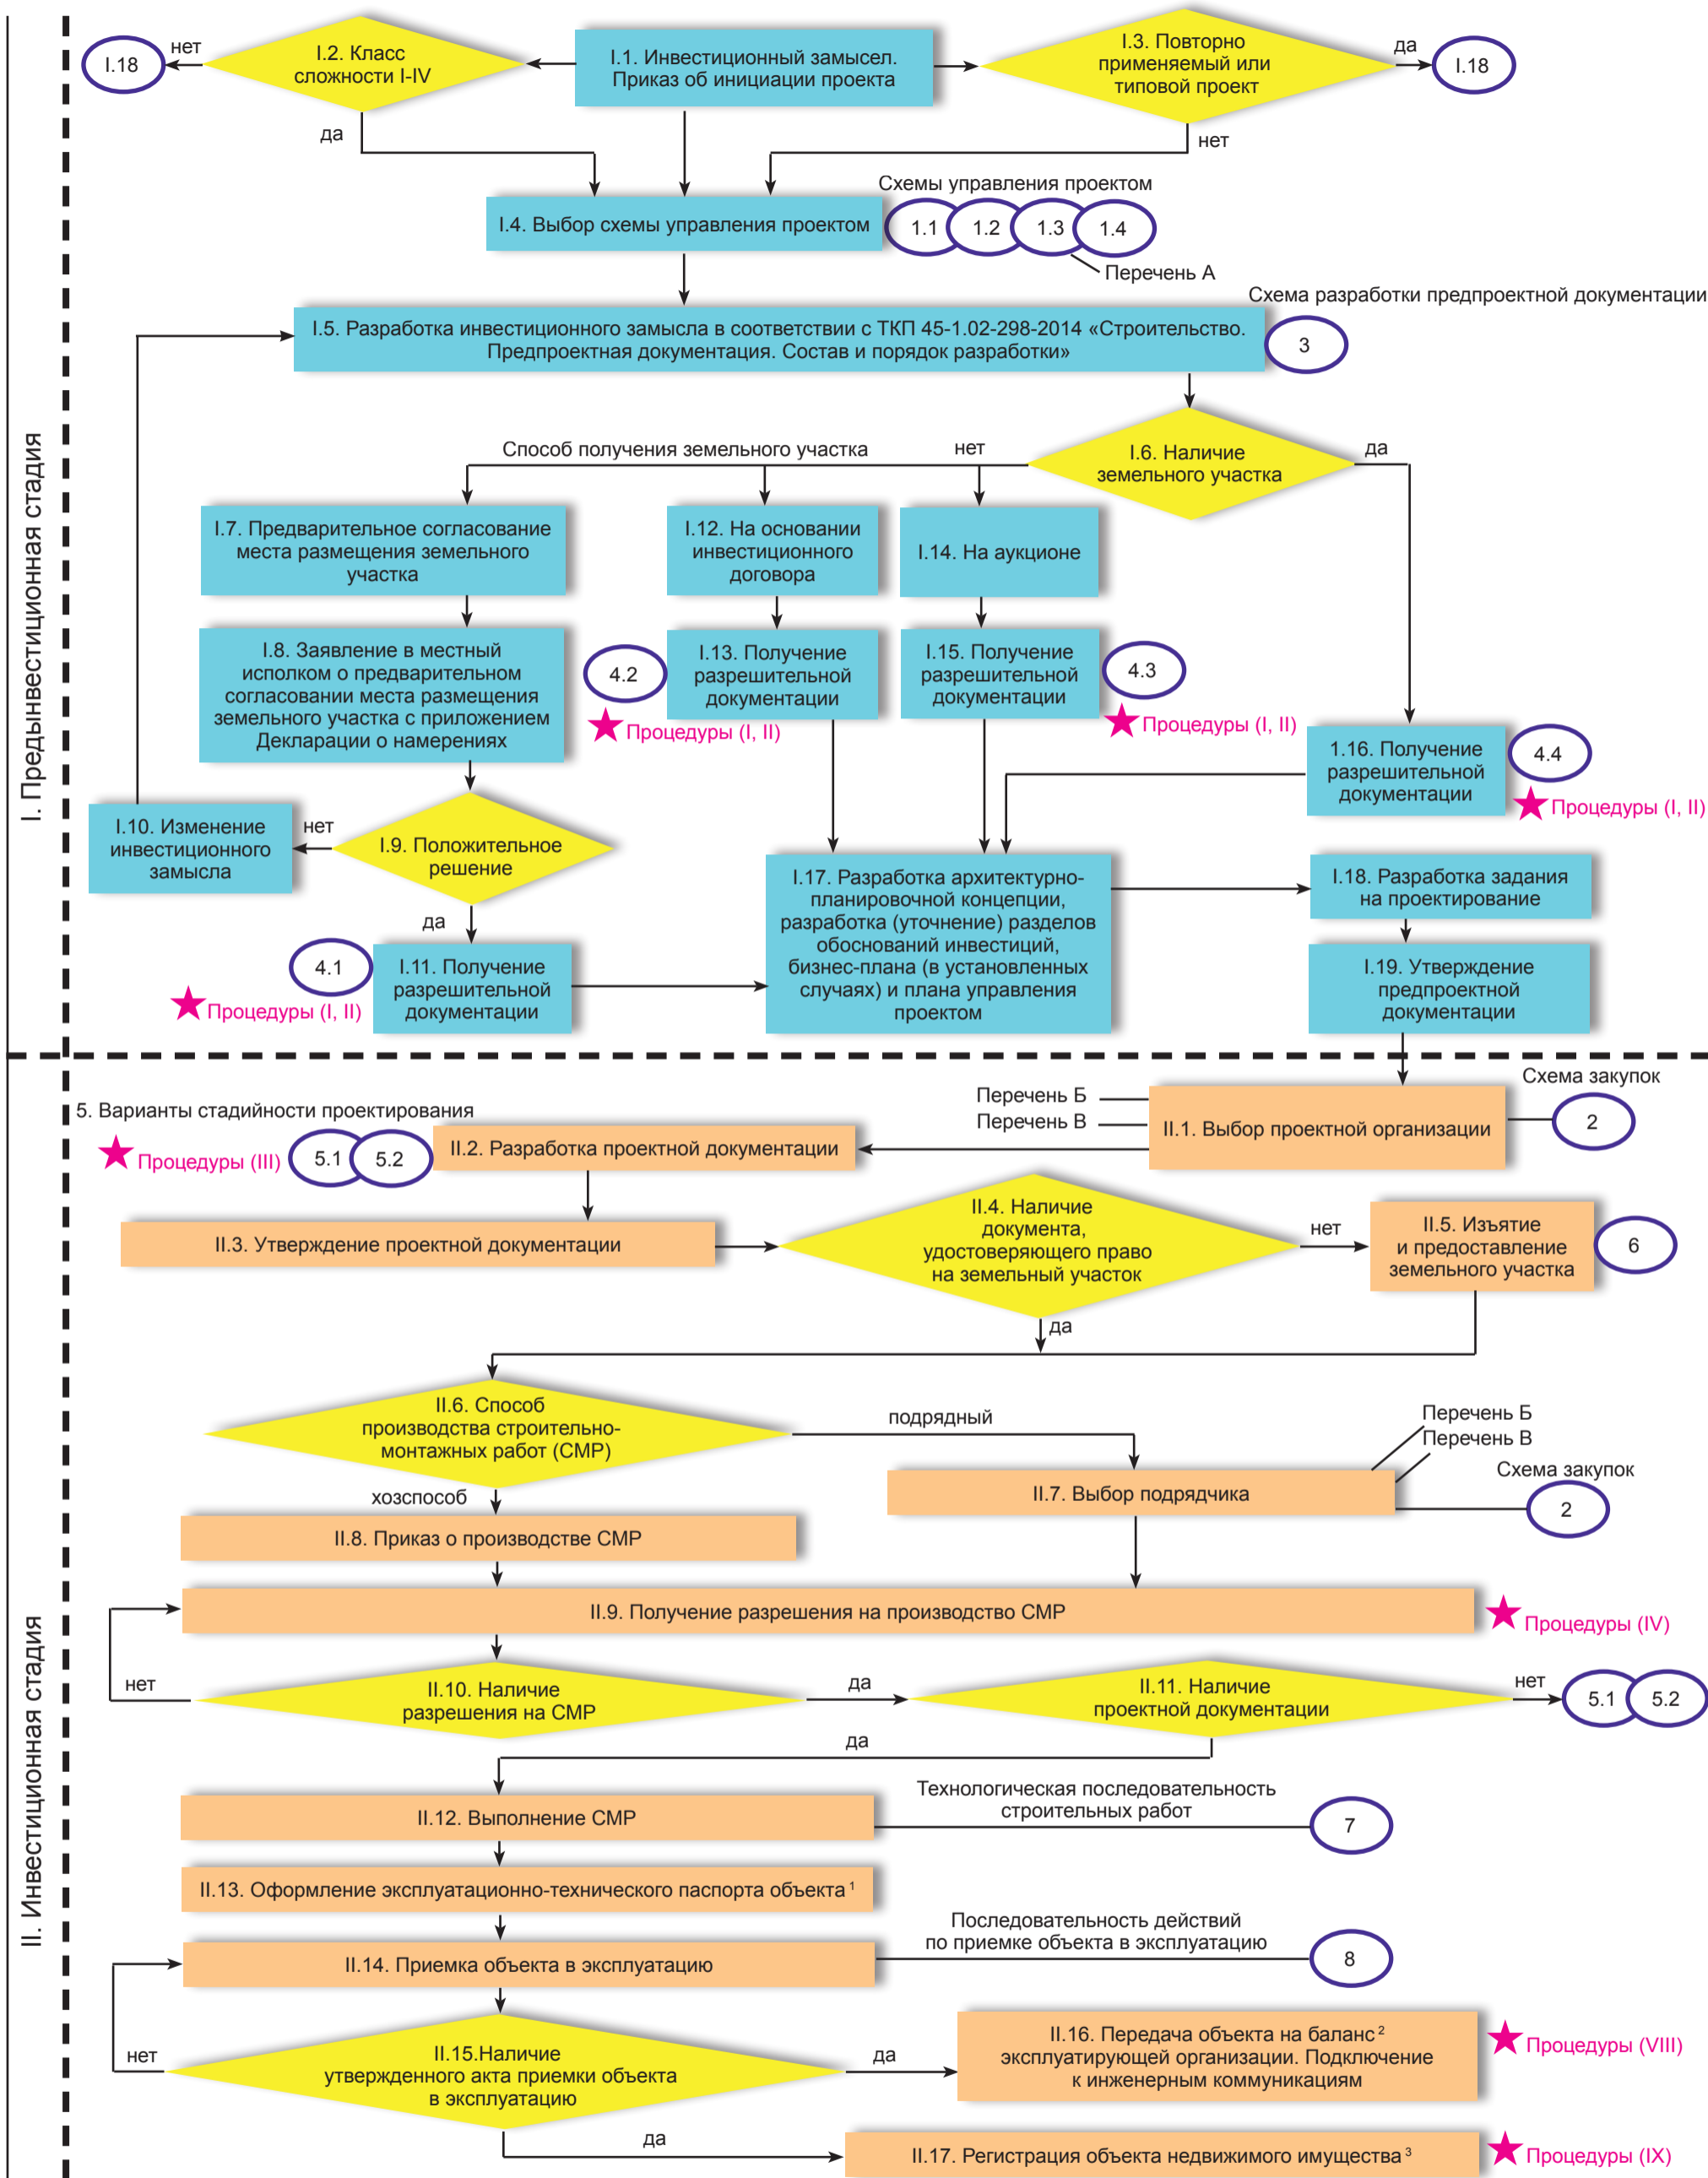 I. Предынвестиционная стадия
I.18
нет
I.2. Класс
сложности I-IV
I.1. Инвестиционный замысел.
Приказ об инициации проекта
I.3. Повторно
применяемый или
типовой проект
да
I.18
да
нет
Схемы управления проектом
I.4. Выбор схемы управления проектом
1.1
1.2
1.3
1.4
Перечень А
Схема разработки предпроектной документации
I.5. Разработка инвестиционного замысла в соответствии с ТКП 45-1.02-298-2014 «Строительство.
Предпроектная документация. Состав и порядок разработки»
3
Способ получения земельного участка
нет
I.6. Наличие
земельного участка
да
I.7. Предварительное согласование
места размещения земельного
участка
I.12. На основании
инвестиционного
договора
I.14. На аукционе
I.8. Заявление в местный
исполком о предварительном
согласовании места размещения
земельного участка с приложением
Декларации о намерениях
4.2
I.13. Получение
разрешительной
документации
Процедуры (I, II)
I.15. Получение
разрешительной
документации
4.3
Процедуры (I, II)
1.16. Получение
разрешительной
документации
4.4
Процедуры (I, II)
I.10. Изменение
инвестиционного
замысла
нет
I.9. Положительное
решение
да
I.17. Разработка архитектурно-
планировочной концепции,
разработка (уточнение) разделов
обоснований инвестиций,
бизнес-плана (в установленных
случаях) и плана управления
проектом
I.18. Разработка задания
на проектирование
4.1
Процедуры (I, II)
I.11. Получение
разрешительной
документации
I.19. Утверждение
предпроектной
документации
II. Инвестиционная стадия
5. Варианты стадийности проектирования
Процедуры (III)
5.1
5.2
II.2. Разработка проектной документации
Перечень Б
Перечень В
II.1. Выбор проектной организации
Схема закупок
2
II.3. Утверждение проектной документации
II.4. Наличие
документа,
удостоверяющего право
на земельный участок
нет
II.5. Изъятие
и предоставление
земельного участка
6
да
II.6. Способ
производства строительно-
монтажных работ (СМР)
подрядный
Перечень Б
Перечень В
Схема закупок
II.7. Выбор подрядчика
2
хозспособ
II.8. Приказ о производстве СМР
II.9. Получение разрешения на производство СМР
Процедуры (IV)
нет
II.10. Наличие
разрешения на СМР
да
II.11. Наличие
проектной документации
нет
5.1
5.2
да
II.12. Выполнение СМР
Технологическая последовательность
строительных работ
7
II.13. Оформление эксплуатационно-технического паспорта объекта 1
II.14. Приемка объекта в эксплуатацию
Последовательность действий
по приемке объекта в эксплуатацию
8
нет
II.15.Наличие
утвержденного акта приемки объекта
в эксплуатацию
да
II.16. Передача объекта на баланс 2
эксплуатирующей организации. Подключение
к инженерным коммуникациям
Процедуры (VIII)
да
II.17. Регистрация объекта недвижимого имущества 3
Процедуры (IX)